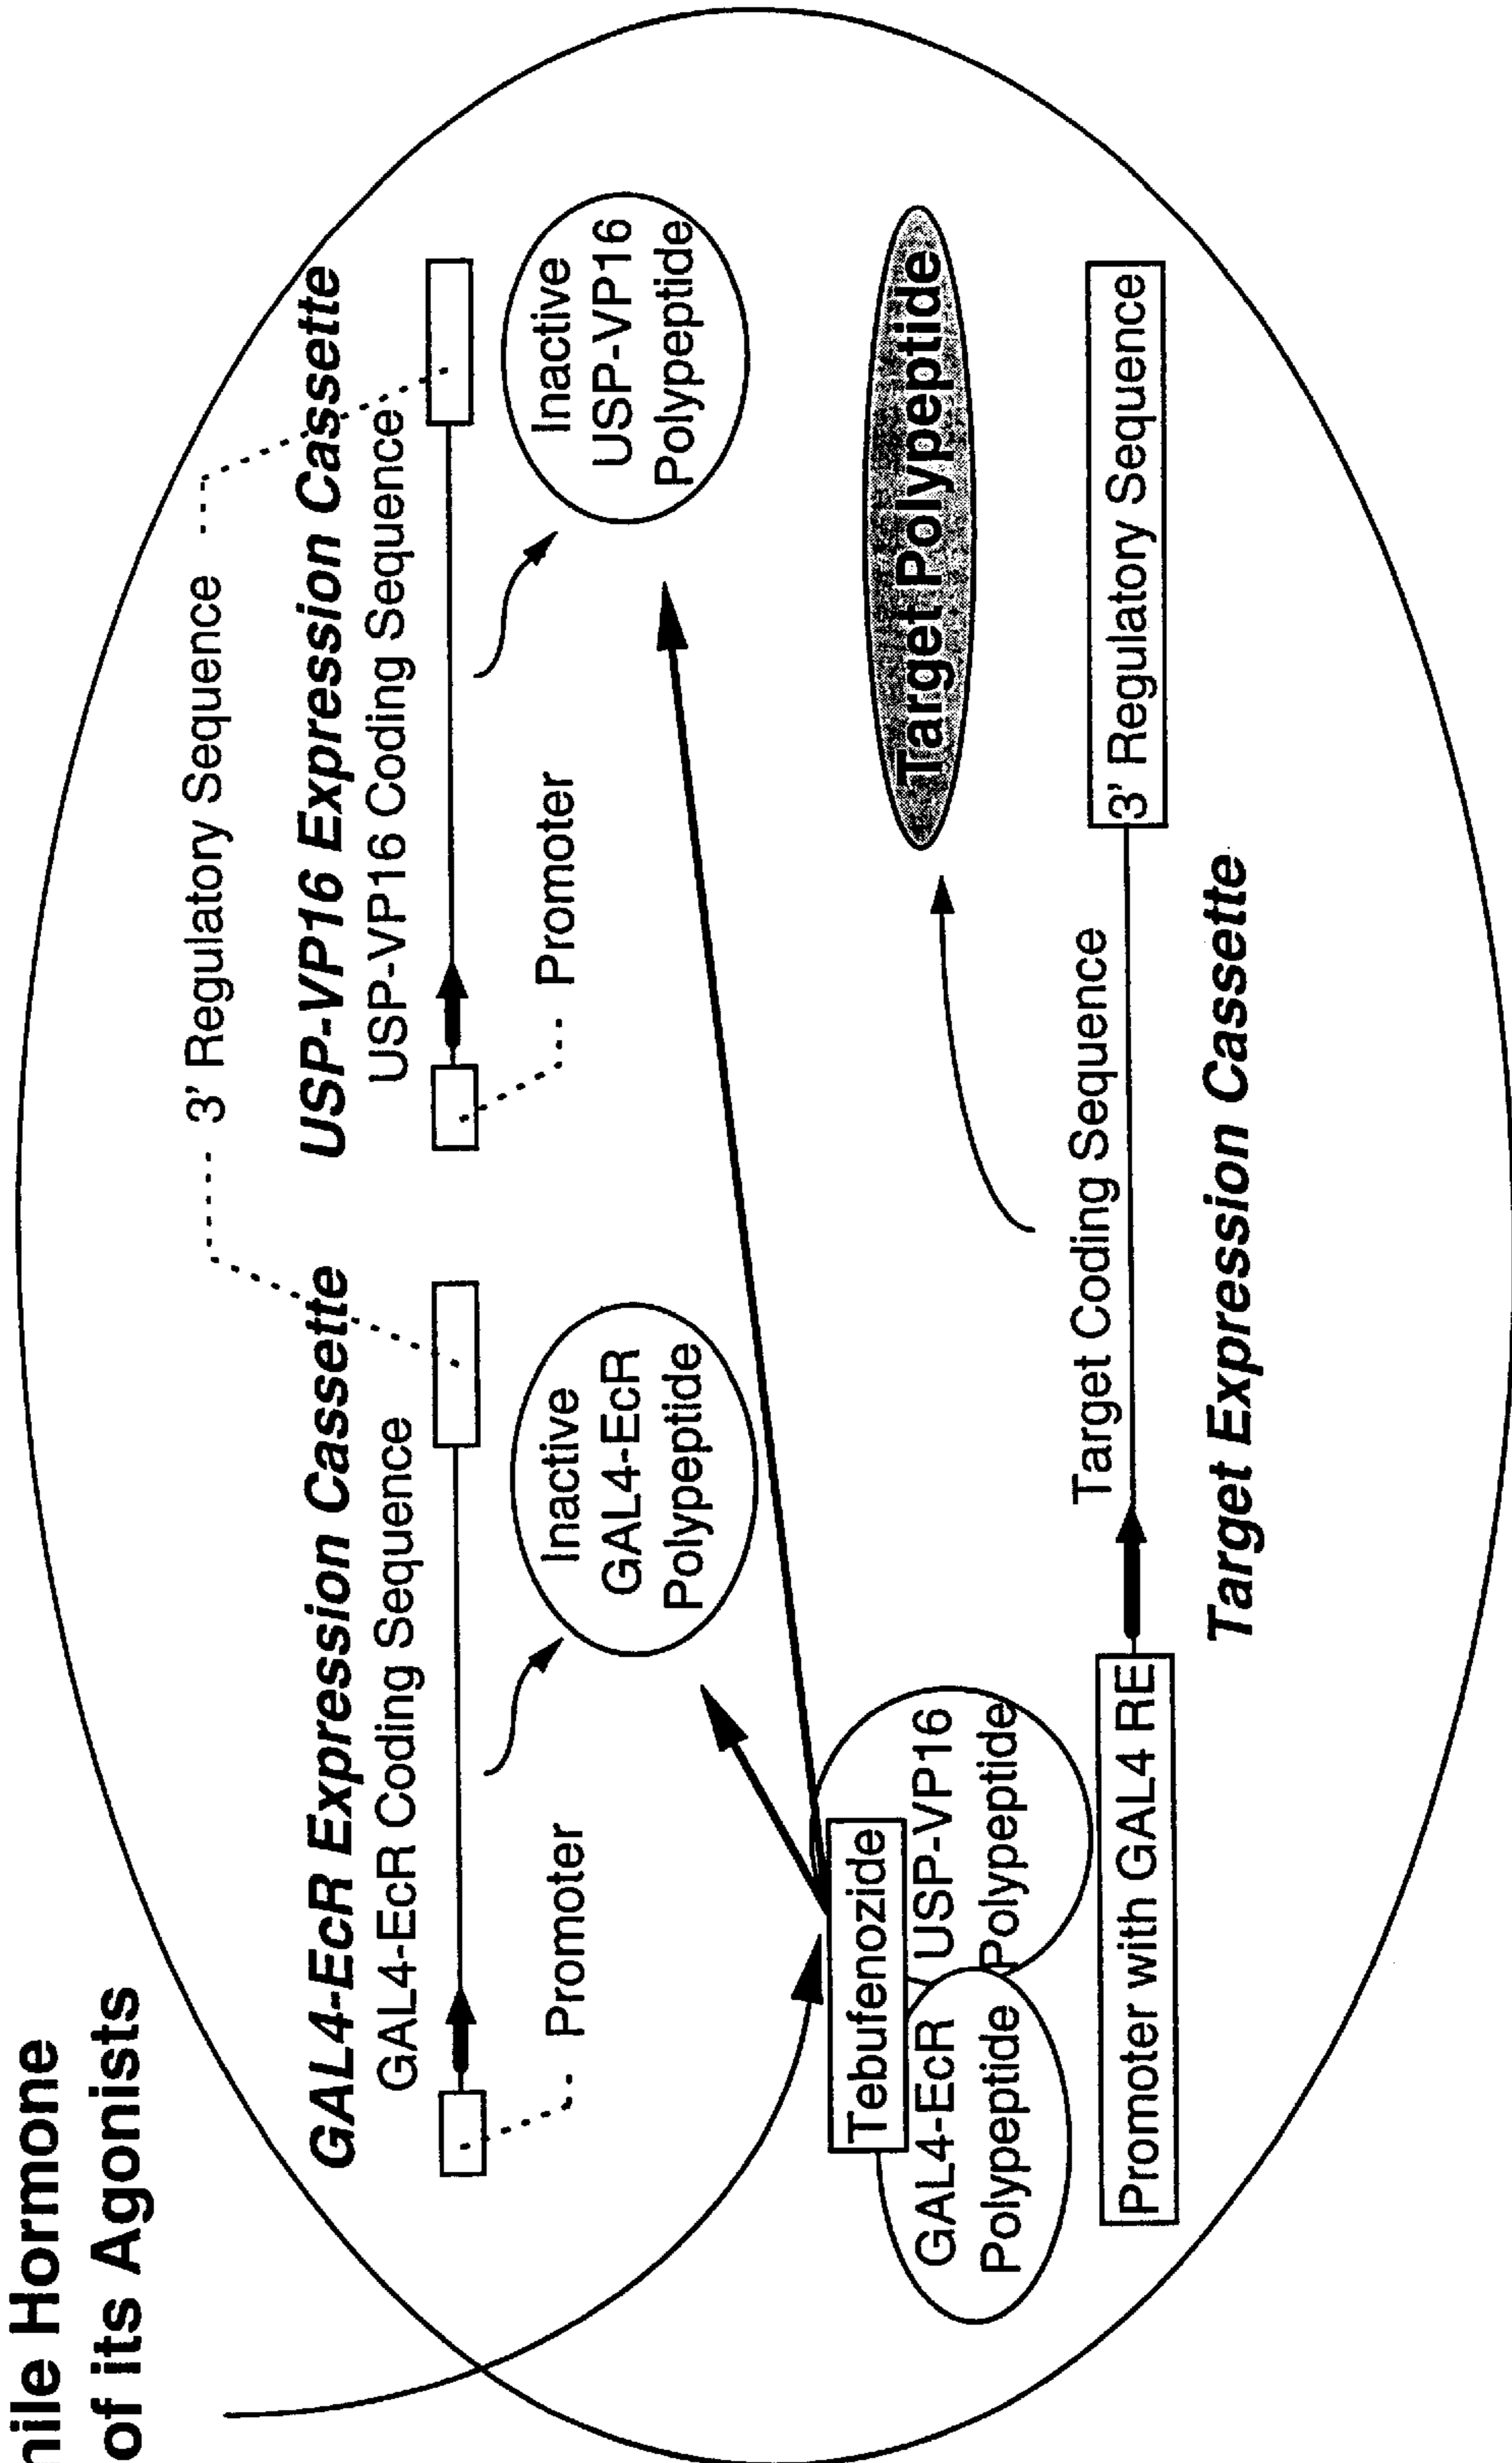 nile Hormone
of its Agonists
3' Regulatory Sequence
GAL4-EcR Expression Cassette
GAL4-EcR Coding Sequence
Promoter
Inactive
GAL4-EcR
Polypeptide
USP-VP16 Expression Cassette
USP-VP16 Coding Sequence
Promoter
Inactive
USP-VP16
Polypeptide
Tebufenozide
GAL4-EcR
Polypeptide
USP-VP16
Polypeptide
Target Polypeptide
Promoter with GAL4 RE
Target Coding Sequence
3' Regulatory Sequence
Target Expression Cassette